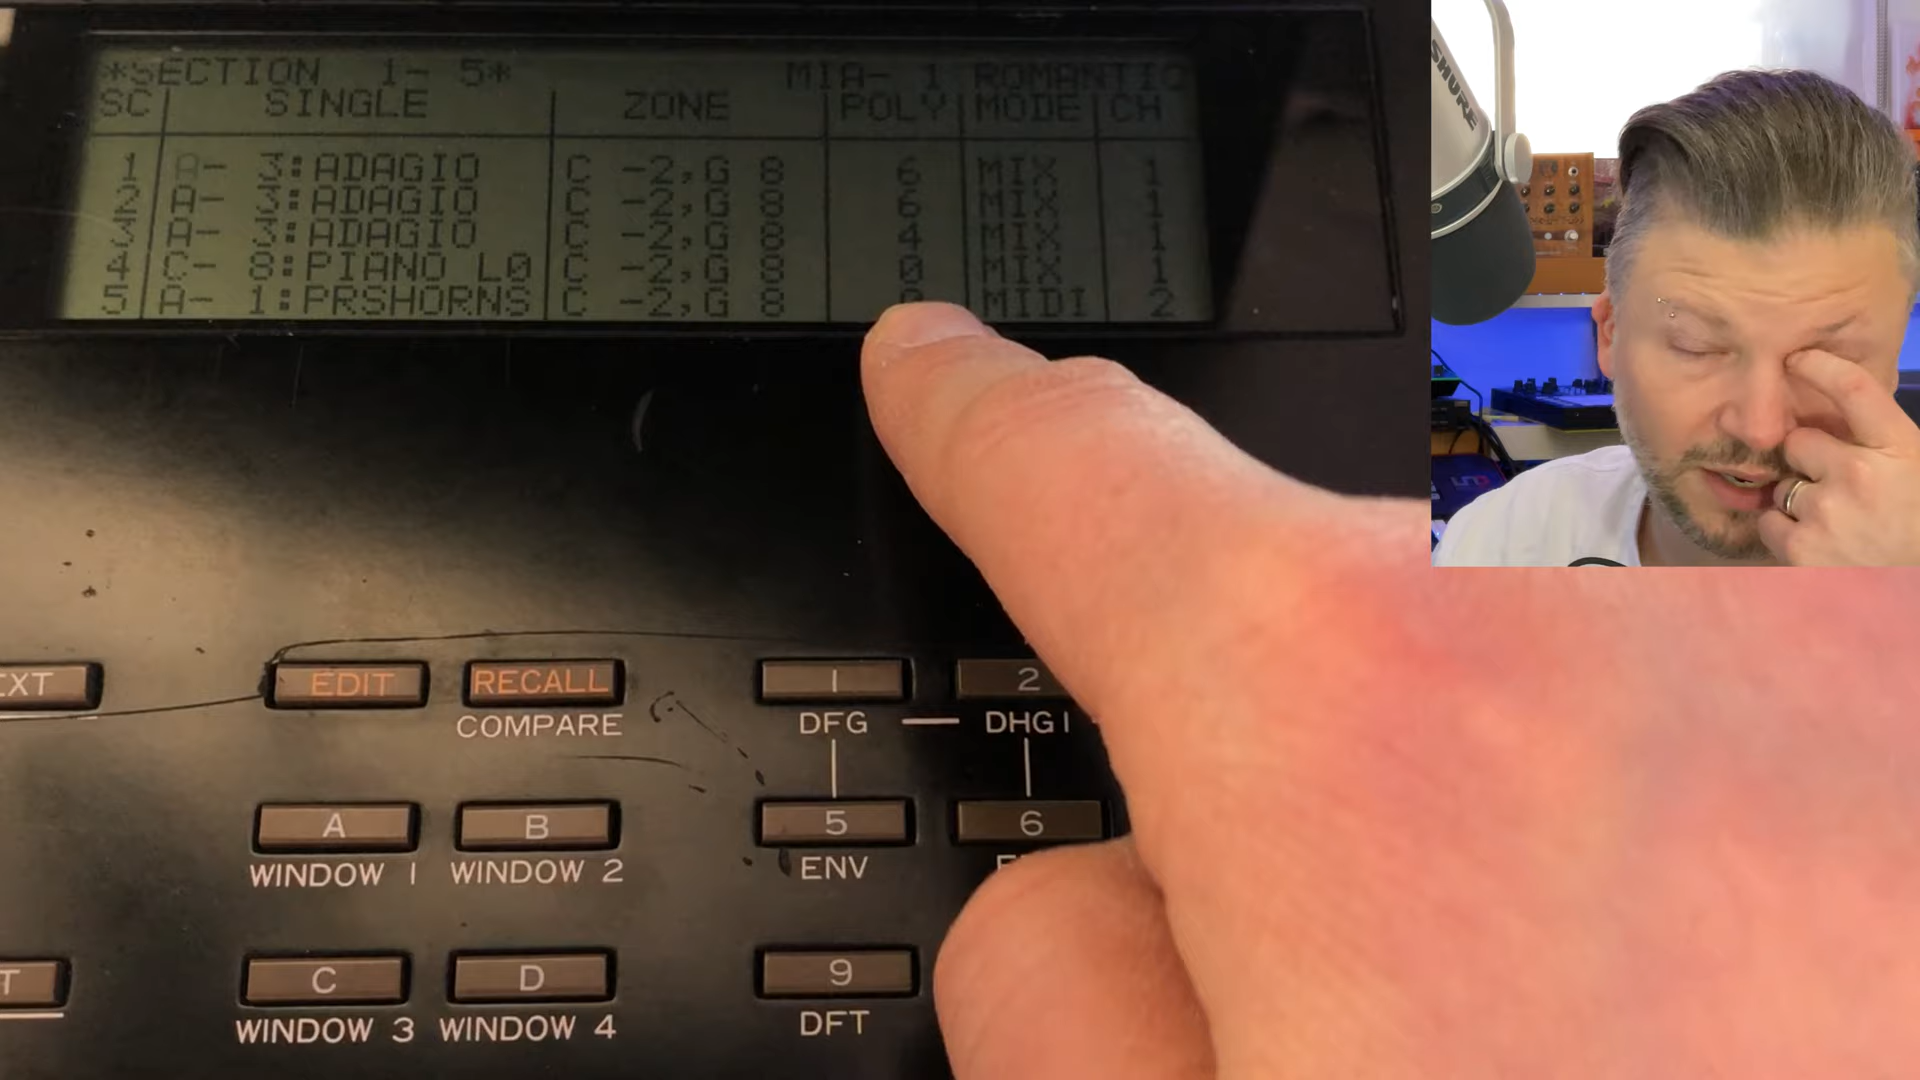 *SECTION 1- 5* MIA- 1 ROMANTIC
SC SINGLE ZONE POLY MODE CH
1 A- 3:ADAGIO C -2,G 8 6 MIX 1
2 A- 3:ADAGIO C -2,G 8 6 MIX 1
3 A- 3:ADAGIO C -2,G 8 4 MIX 1
4 C- 8:PIANO L0 C -2,G 8 0 MIX 1
5 A- 1:PRSHORNS C -2,G 8 MIDI 2
SHURE
EXT EDIT RECALL 1 2
COMPARE DFG DHG1
A B 5 6
WINDOW 1 WINDOW 2 ENV
C D 9
WINDOW 3 WINDOW 4 DFT